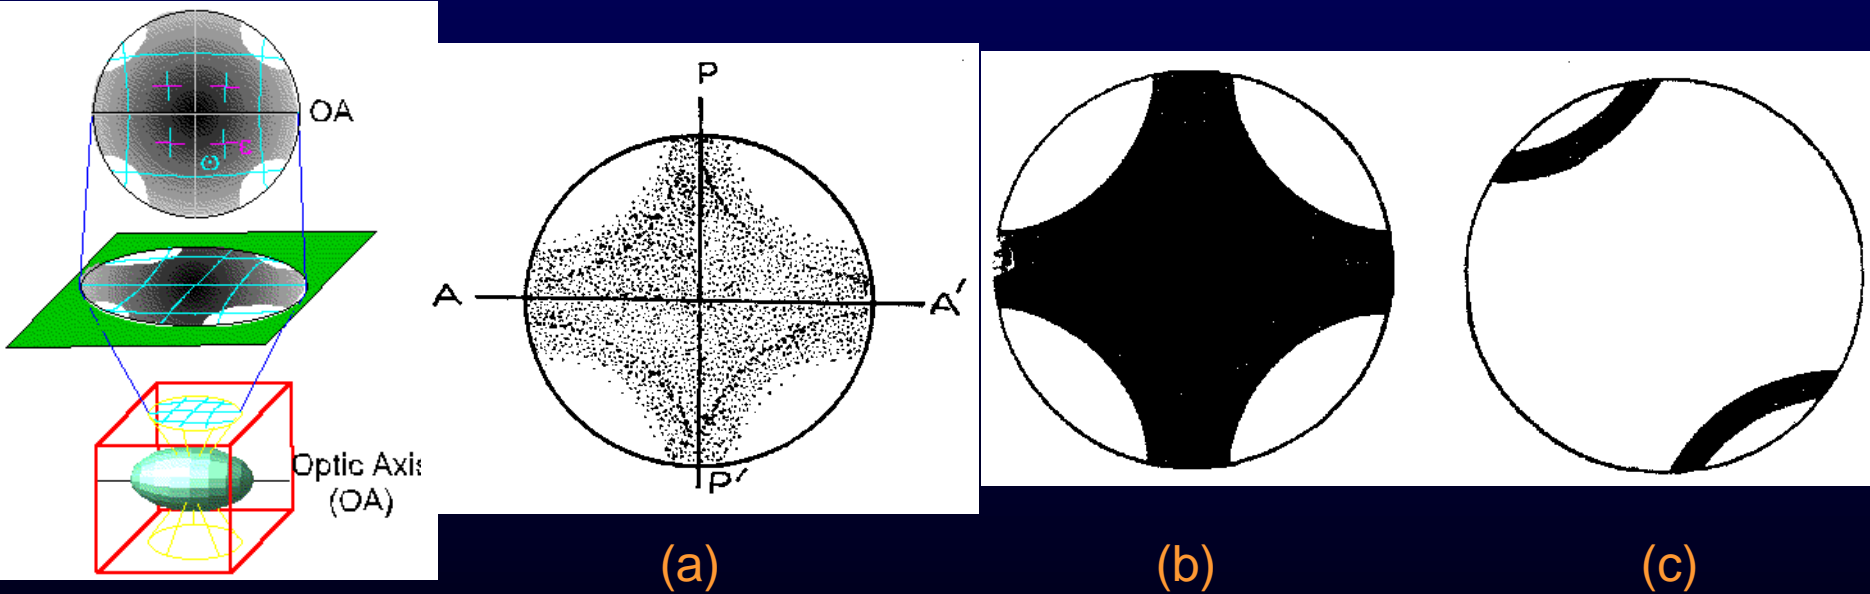 OA
Optic Axis
(OA)
P
A
A′
P′
(a)
(b)
(c)